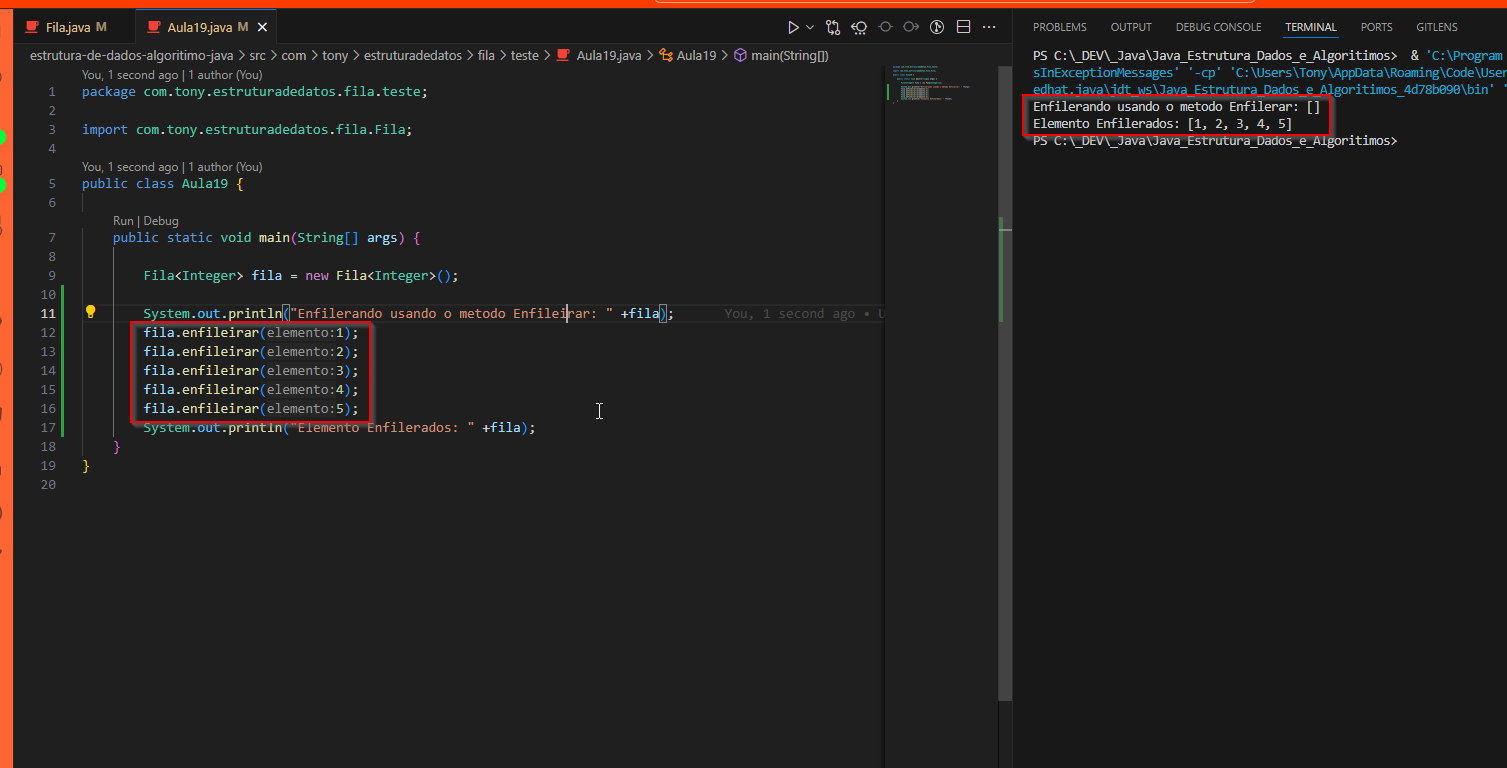 Fila.java M
Aula19.java M
estrutura-de-dados-algoritimo-java > src > com > tony > estruturadedatos > fila > teste > Aula19.java > Aula19 > main(String[])
You, 1 second ago | 1 author (You)
1 package com.tony.estruturadedatos.fila.teste;
2
3 import com.tony.estruturadedatos.fila.Fila;
4
You, 1 second ago | 1 author (You)
5 public class Aula19 {
6
Run | Debug
7 public static void main(String[] args) {
8
9 Fila<Integer> fila = new Fila<Integer>();
10
11 System.out.println("Enfilerando usando o metodo Enfileirar: " +fila); You, 1 second ago • U
12 fila.enfileirar(elemento:1);
13 fila.enfileirar(elemento:2);
14 fila.enfileirar(elemento:3);
15 fila.enfileirar(elemento:4);
16 fila.enfileirar(elemento:5);
17 System.out.println("Elemento Enfilerados: " +fila);
18 }
19 }
20
PROBLEMS OUTPUT DEBUG CONSOLE TERMINAL PORTS GITLENS
PS C:\_DEV\_Java\Java_Estrutura_Dados_e_Algoritimos> & 'C:\Program
sInExceptionMessages' '-cp' 'C:\Users\Tony\AppData\Roaming\Code\User
edhat.java\jdt_ws\Java_Estrutura_Dados_e_Algoritimos_4d78b090\bin' '
Enfilerando usando o metodo Enfilerar: []
Elemento Enfilerados: [1, 2, 3, 4, 5]
PS C:\_DEV\_Java\Java_Estrutura_Dados_e_Algoritimos>